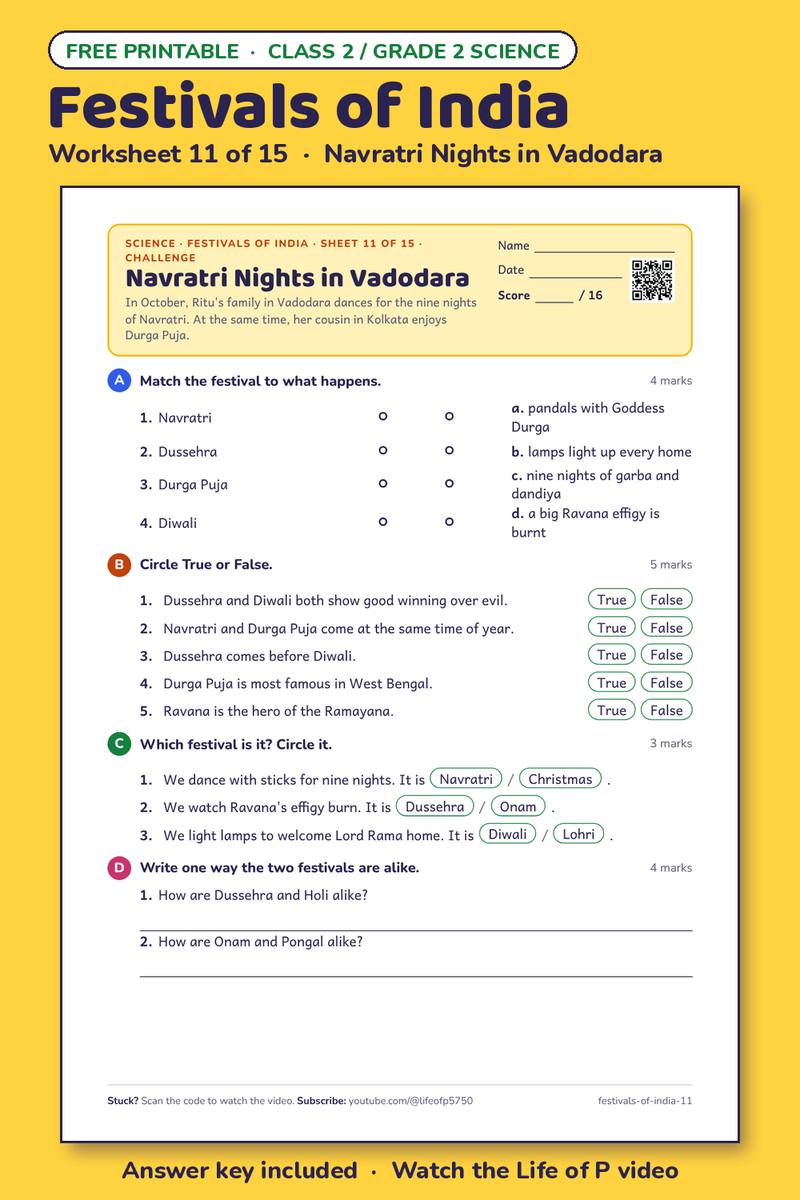 FREE PRINTABLE · CLASS 2 / GRADE 2 SCIENCE
Festivals of India
Worksheet 11 of 15 · Navratri Nights in Vadodara
SCIENCE · FESTIVALS OF INDIA · SHEET 11 OF 15 ·
CHALLENGE
Navratri Nights in Vadodara
In October, Ritu's family in Vadodara dances for the nine nights
of Navratri. At the same time, her cousin in Kolkata enjoys
Durga Puja.
Name
Date
Score / 16
A Match the festival to what happens. 4 marks
1. Navratri
a. pandals with Goddess
Durga
2. Dussehra
b. lamps light up every home
3. Durga Puja
c. nine nights of garba and
dandiya
4. Diwali
d. a big Ravana effigy is
burnt
B Circle True or False. 5 marks
1. Dussehra and Diwali both show good winning over evil. True False
2. Navratri and Durga Puja come at the same time of year. True False
3. Dussehra comes before Diwali. True False
4. Durga Puja is most famous in West Bengal. True False
5. Ravana is the hero of the Ramayana. True False
C Which festival is it? Circle it. 3 marks
1. We dance with sticks for nine nights. It is Navratri / Christmas .
2. We watch Ravana's effigy burn. It is Dussehra / Onam .
3. We light lamps to welcome Lord Rama home. It is Diwali / Lohri .
D Write one way the two festivals are alike. 4 marks
1. How are Dussehra and Holi alike?
2. How are Onam and Pongal alike?
Stuck? Scan the code to watch the video. Subscribe: youtube.com/@lifeofp5750 festivals-of-india-11
Answer key included · Watch the Life of P video